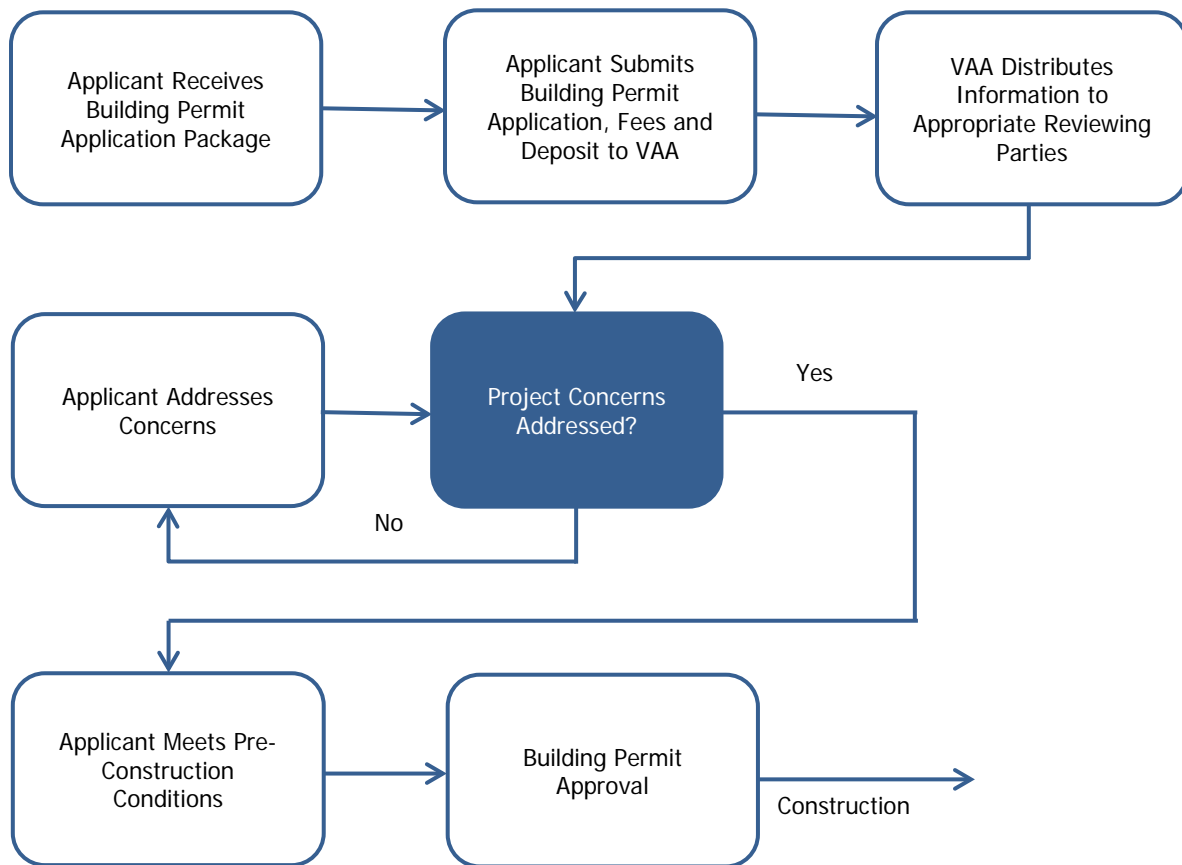 Applicant Receives
Building Permit
Application Package
Applicant Submits
Building Permit
Application, Fees and
Deposit to VAA
VAA Distributes
Information to
Appropriate Reviewing
Parties
Applicant Addresses
Concerns
Project Concerns
Addressed?
Yes
No
Applicant Meets Pre-
Construction
Conditions
Building Permit
Approval
Construction